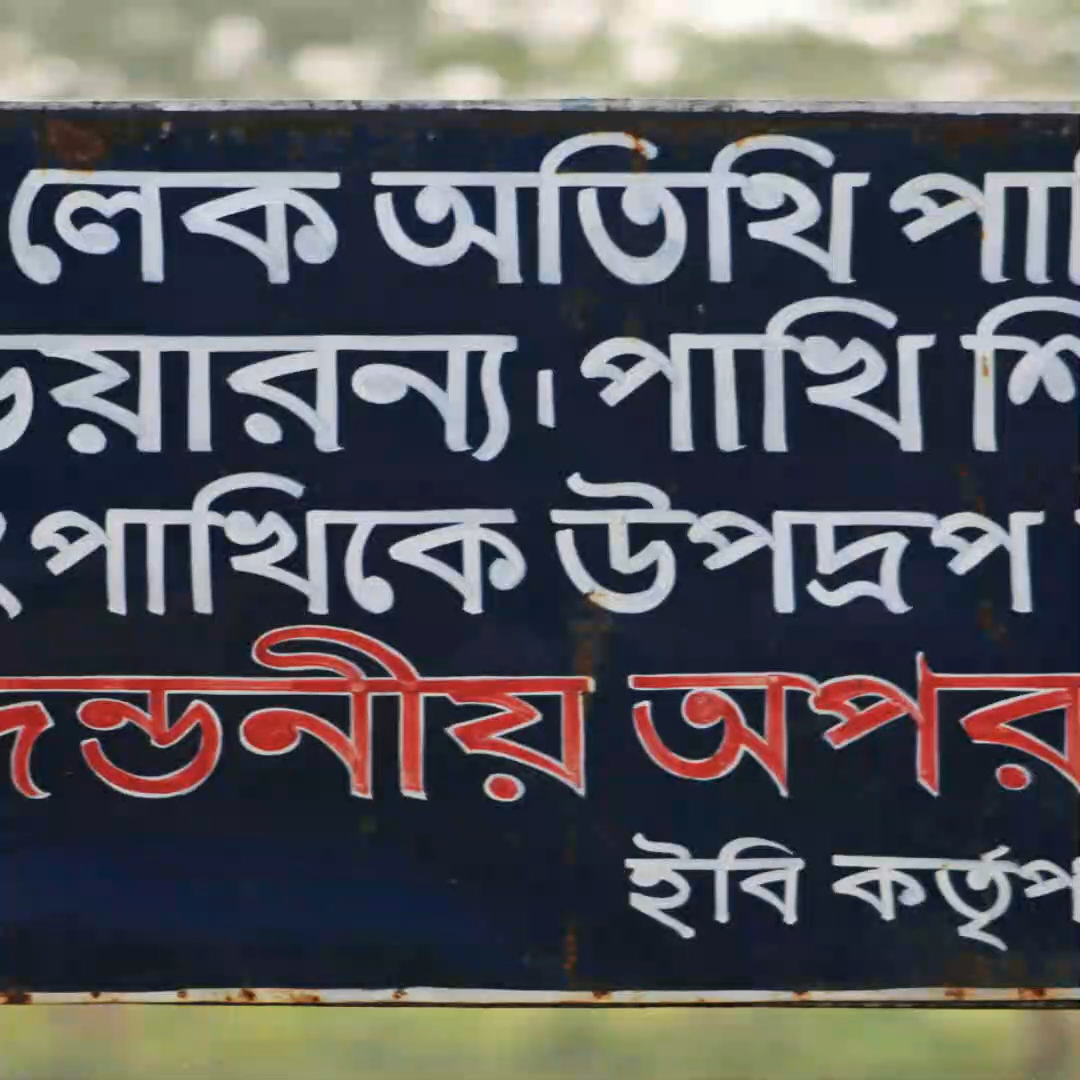 লেক অতিথি পা
য়ারন্য। পাখি শি
পাখিকে উপদ্রপ
দন্ডনীয় অপর
ইবি কর্তৃপ